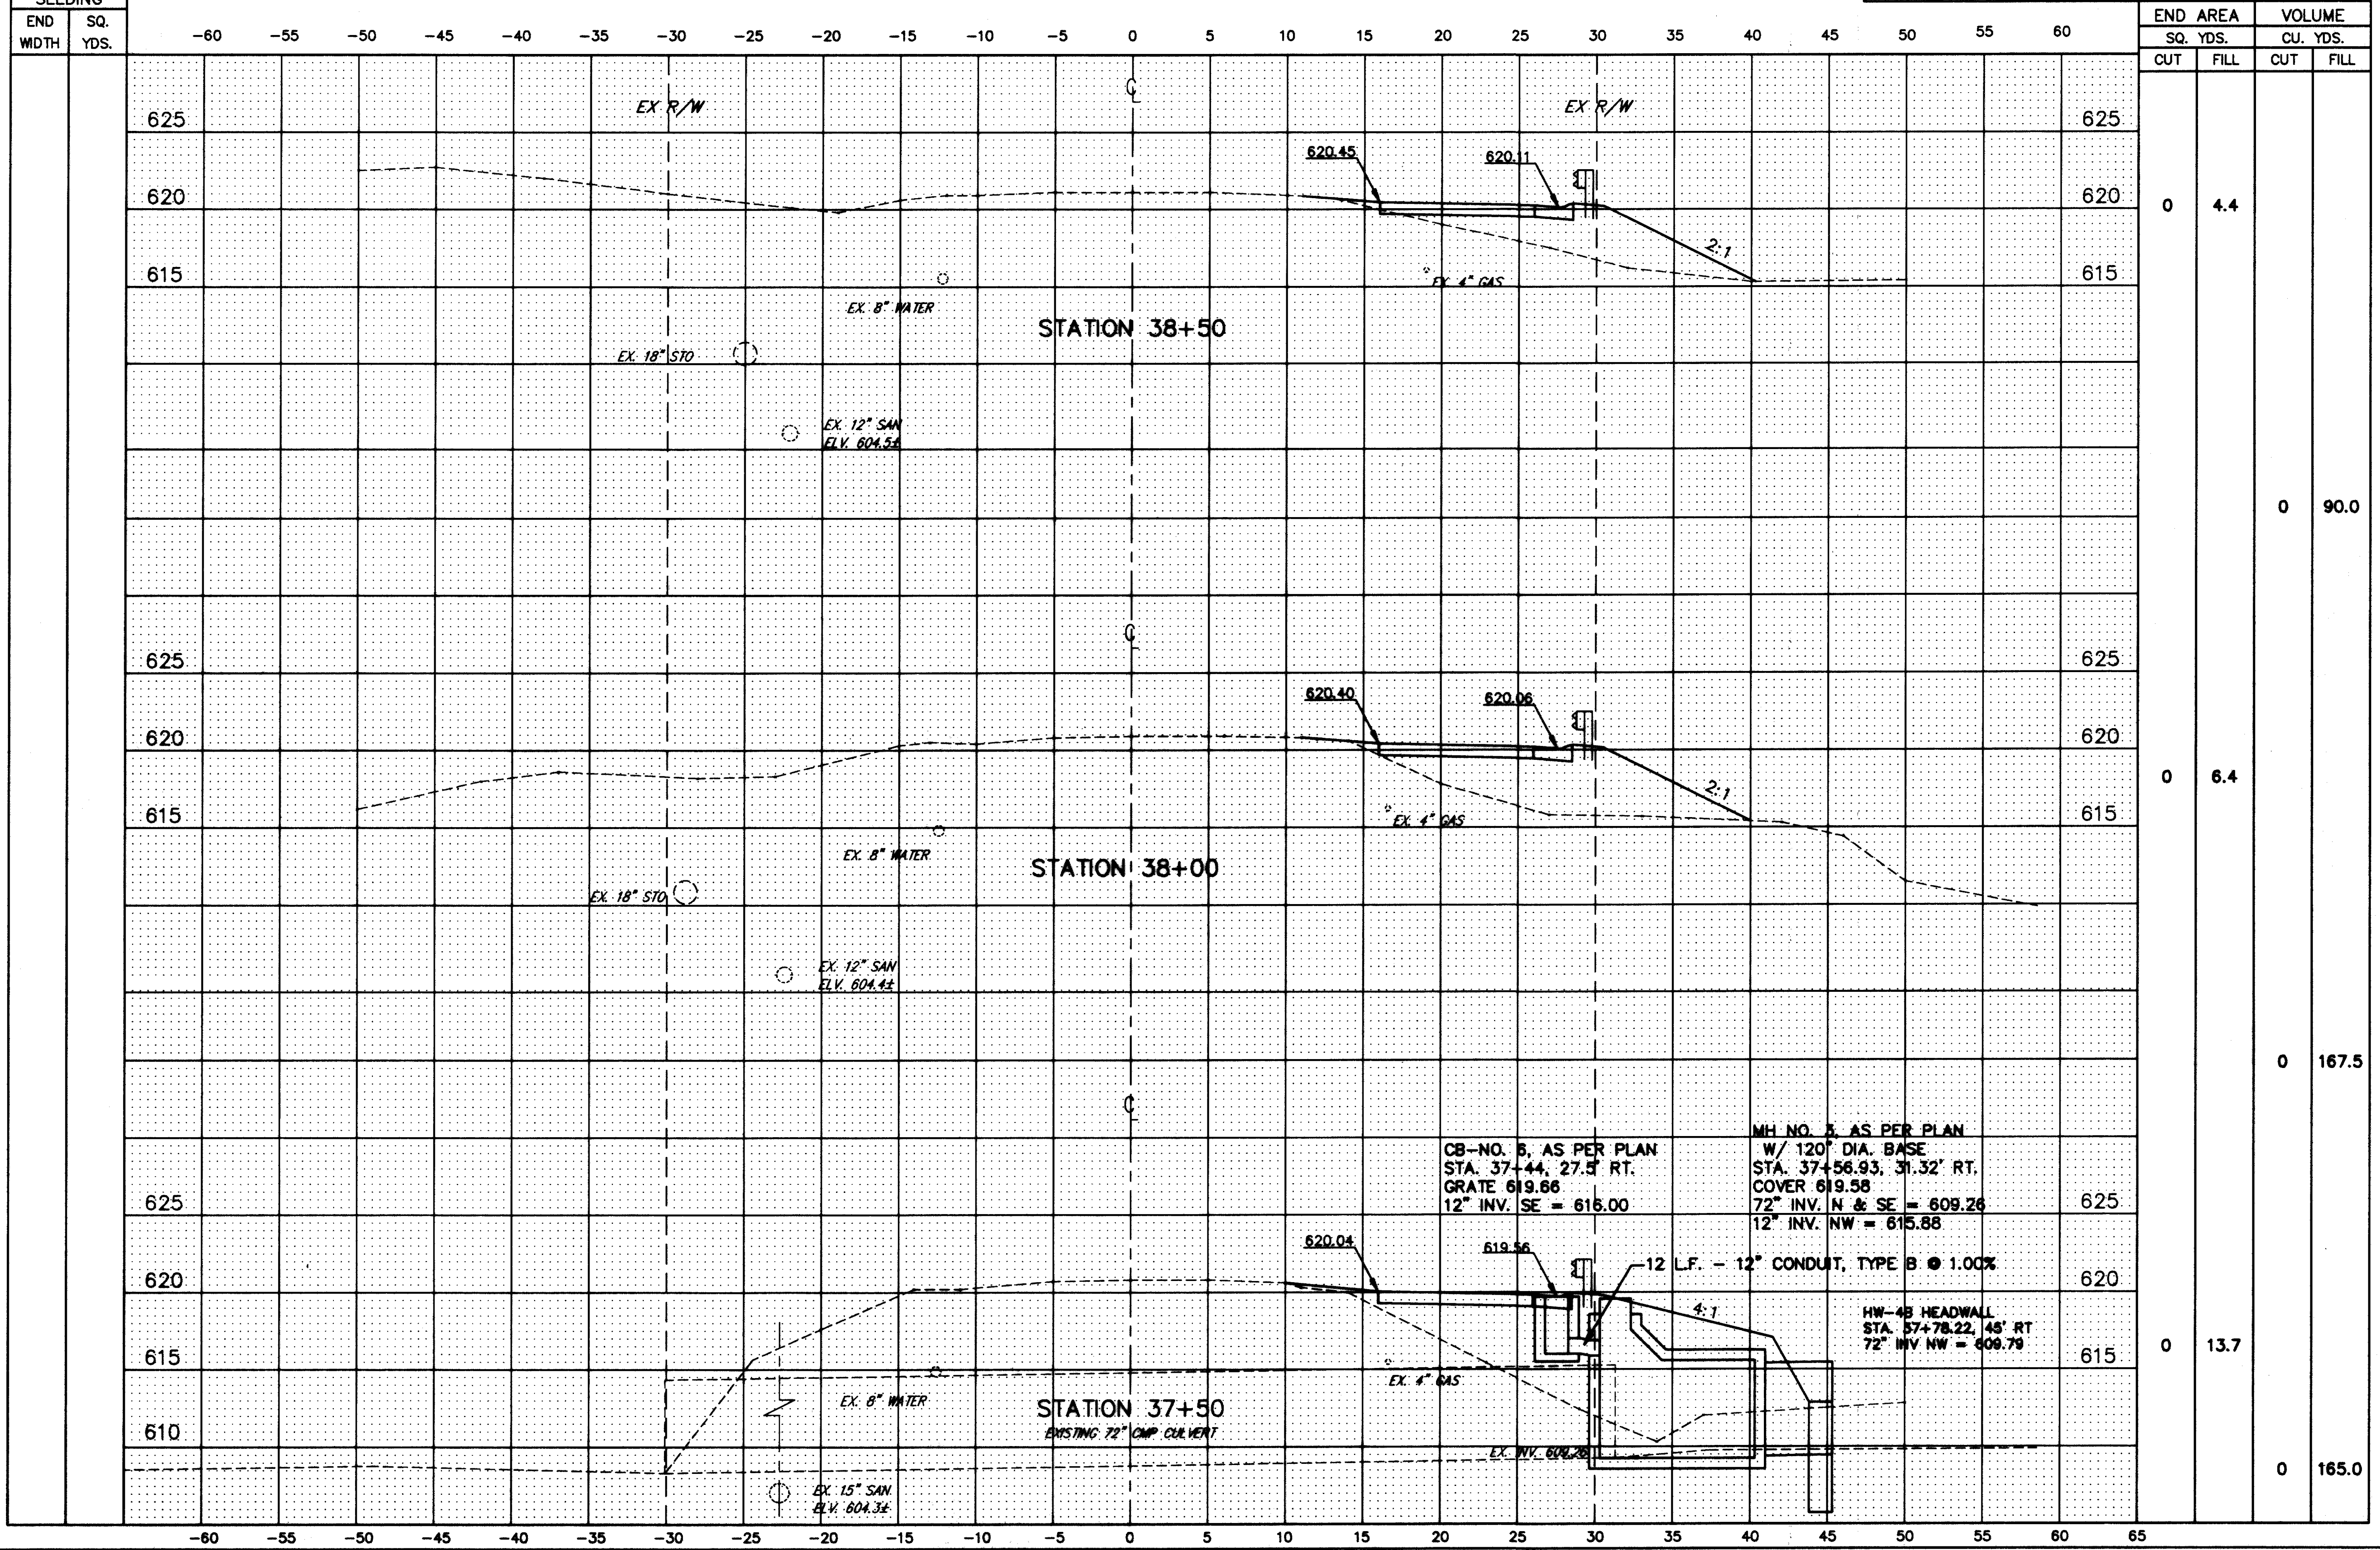 SEEDING
END WIDTH
SQ. YDS.
-60 -55 -50 -45 -40 -35 -30 -25 -20 -15 -10 -5 0 5 10 15 20 25 30 35 40 45 50 55 60
END AREA
SQ. YDS.
CUT FILL
VOLUME
CU. YDS.
CUT FILL
EX R/W
EX R/W
625 625
620.45
620.11
620 620
0 4.4
2:1
615 615
EX. 4" GAS
EX. 8" WATER
STATION 38+50
EX. 18" STO
EX. 12" SAN
ELV. 604.5±
0 90.0
625 625
620.40
620.06
620 620
0 6.4
2:1
615 615
EX. 4" GAS
EX. 8" WATER
STATION 38+00
EX. 18" STO
EX. 12" SAN
ELV. 604.4±
0 167.5
CB-NO. 6, AS PER PLAN
STA. 37+44, 27.5' RT.
GRATE 619.66
12" INV. SE = 616.00
MH NO. 3, AS PER PLAN
W/ 120" DIA. BASE
STA. 37+56.93, 31.32' RT.
COVER 619.58
72" INV. N & SE = 609.26
12" INV. NW = 615.88
625 625
620.04
619.56
12 L.F. - 12" CONDUIT, TYPE B @ 1.00%
620 620
4:1
HW-4B HEADWALL
STA. 37+78.22, 45' RT
72" INV NW = 609.79
0 13.7
615 615
EX. 4" GAS
EX. 8" WATER
STATION 37+50
EXISTING 72" CMP CULVERT
610
EX. INV. 609.26
0 165.0
EX. 15" SAN
ELV. 604.3±
-60 -55 -50 -45 -40 -35 -30 -25 -20 -15 -10 -5 0 5 10 15 20 25 30 35 40 45 50 55 60 65